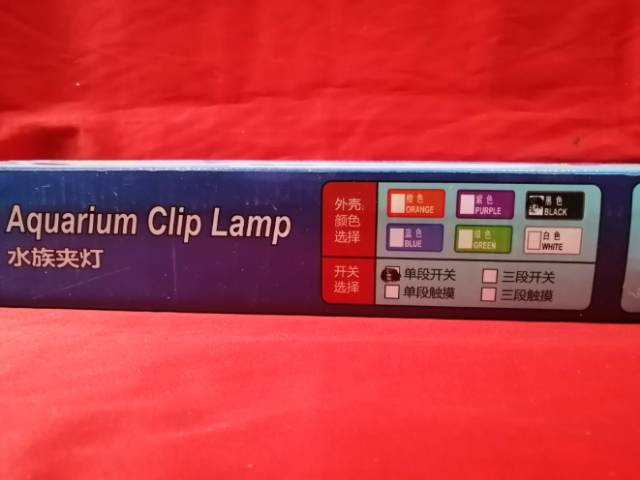 Aquarium Clip Lamp
水族夹灯
外壳
颜色
选择
橙色
ORANGE
紫色
PURPLE
黑色
BLACK
蓝色
BLUE
绿色
GREEN
白色
WHITE
开关
选择
单段开关
三段开关
单段触摸
三段触摸